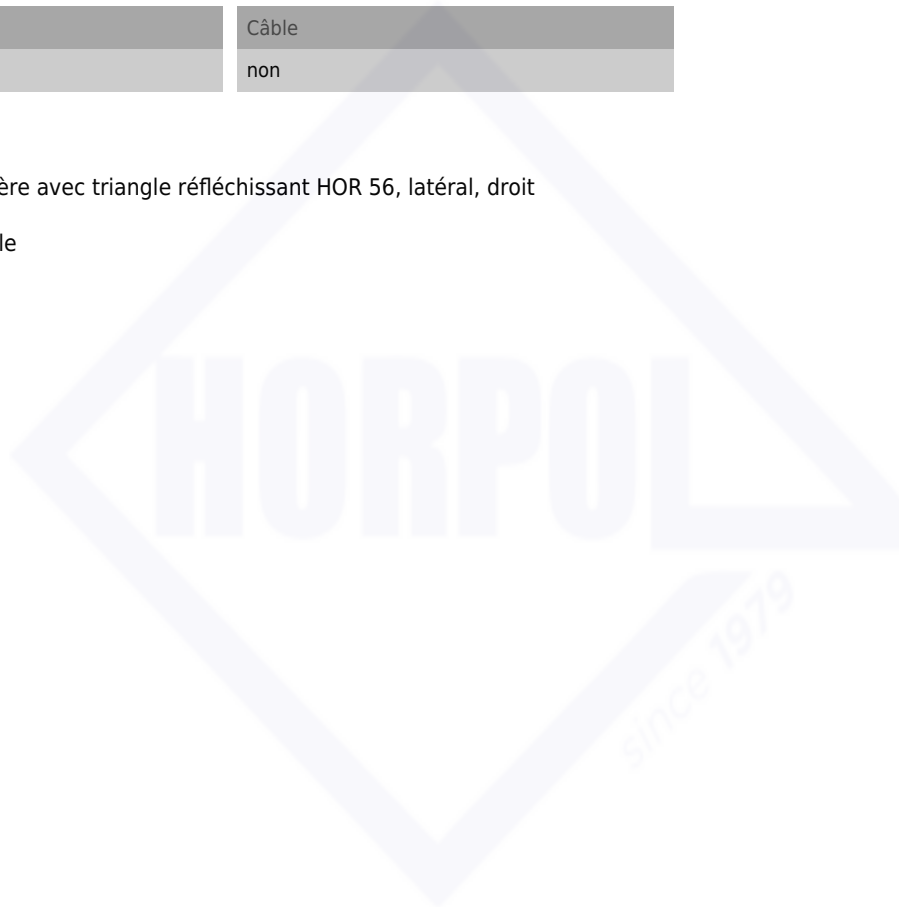 Câble
non
ère avec triangle réfléchissant HOR 56, latéral, droit
le
HORPOL
since 1979